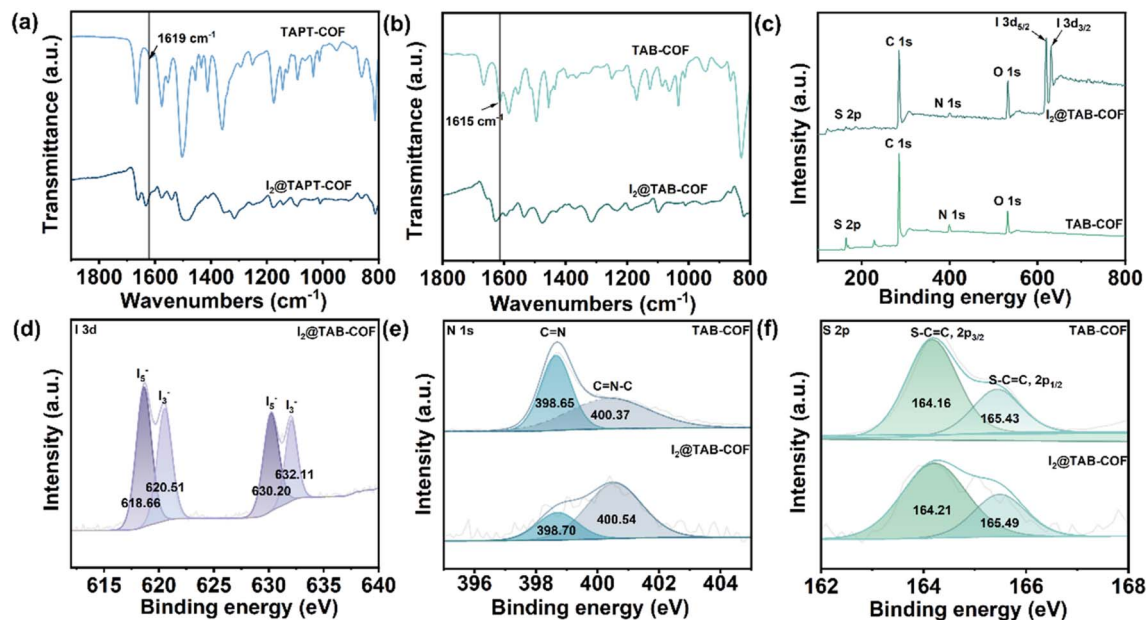 (a)
TAPT-COF
1619 cm⁻¹
I₂@TAPT-COF
Transmittance (a.u.)
1800 1600 1400 1200 1000 800
Wavenumbers (cm⁻¹)
(b)
TAB-COF
1615 cm⁻¹
I₂@TAB-COF
Transmittance (a.u.)
1800 1600 1400 1200 1000 800
Wavenumbers (cm⁻¹)
(c)
I 3d₅/₂
I 3d₃/₂
C 1s
O 1s
N 1s
S 2p
I₂@TAB-COF
C 1s
O 1s
N 1s
S 2p
TAB-COF
Intensity (a.u.)
200 400 600 800
Binding energy (eV)
(d)
I 3d
I₂@TAB-COF
I₅⁻
I₃⁻
I₅⁻
I₃⁻
618.66
620.51
630.20
632.11
Intensity (a.u.)
615 620 625 630 635 640
Binding energy (eV)
(e)
N 1s
TAB-COF
C=N
C=N-C
398.65
400.37
I₂@TAB-COF
398.70
400.54
Intensity (a.u.)
396 398 400 402 404
Binding energy (eV)
(f)
S 2p
S-C=C, 2p₃/₂
TAB-COF
S-C=C, 2p₁/₂
164.16
165.43
I₂@TAB-COF
164.21
165.49
Intensity (a.u.)
162 164 166 168
Binding energy (eV)